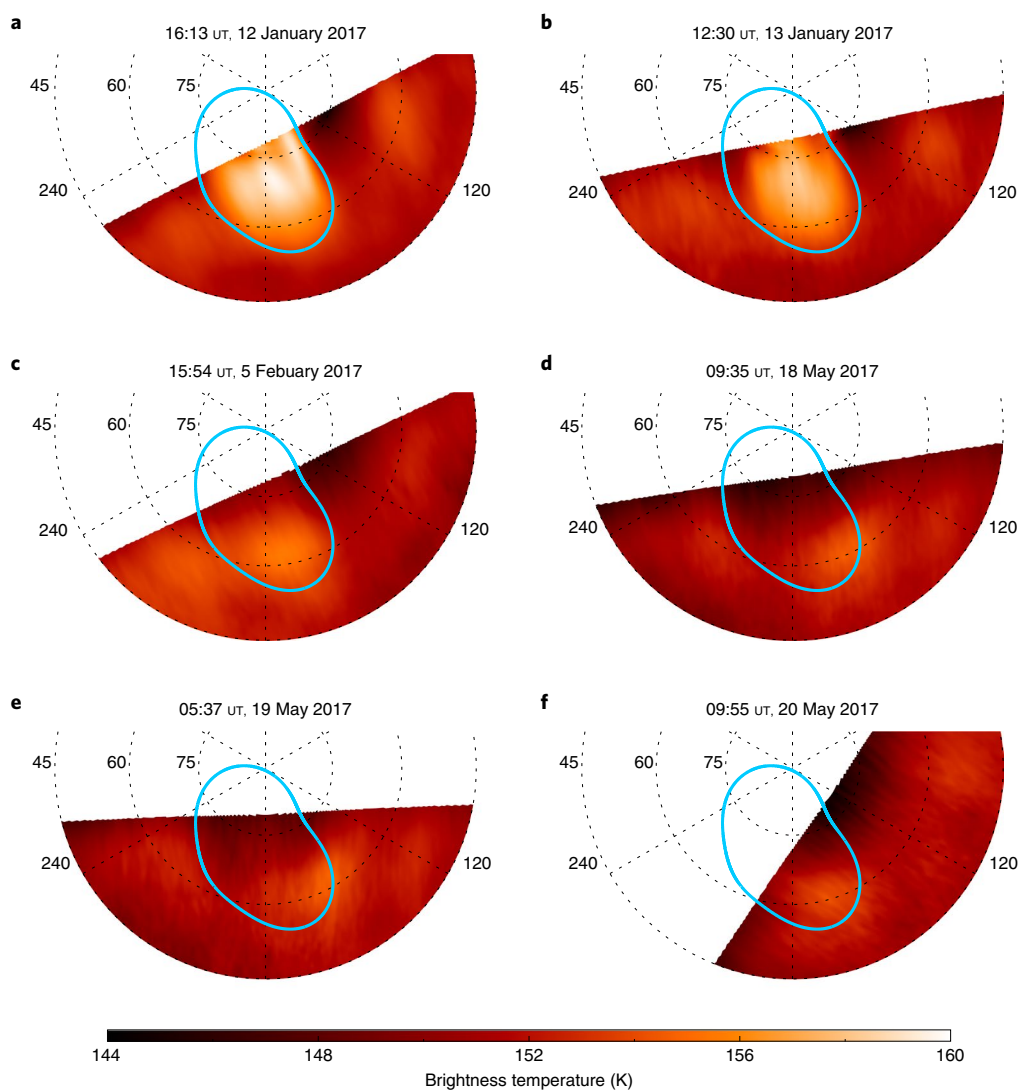 a
16:13 UT, 12 January 2017
45
60
75
240
120
b
12:30 UT, 13 January 2017
45
60
75
240
120
c
15:54 UT, 5 Febuary 2017
45
60
75
240
120
d
09:35 UT, 18 May 2017
45
60
75
240
120
e
05:37 UT, 19 May 2017
45
60
75
240
120
f
09:55 UT, 20 May 2017
45
60
75
240
120
144 148 152 156 160
Brightness temperature (K)